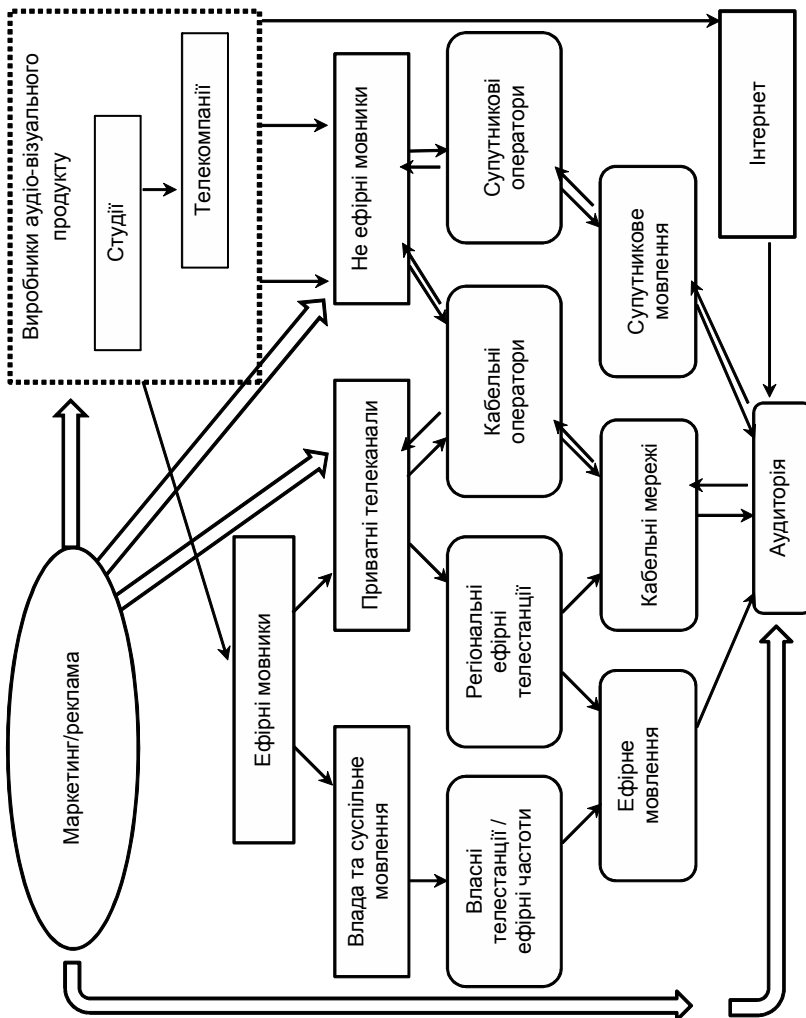 Маркетинг/реклама
Виробники аудіо-візуального
продукту
Студії
Телекомпанії
Ефірні мовники
Влада та суспільне
мовлення
Приватні телеканали
Не ефірні мовники
Власні
телестанції /
ефірні частоти
Регіональні
ефірні
телестанції
Кабельні
оператори
Супутникові
оператори
Ефірне
мовлення
Кабельні мережі
Супутникове
мовлення
Аудиторія
Інтернет